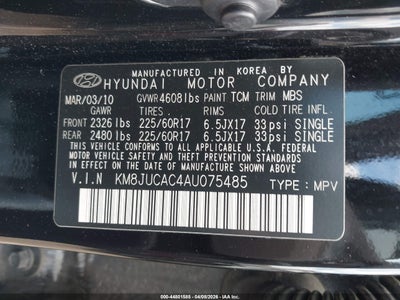 MANUFACTURED IN KOREA BY
HYUNDAI MOTOR COMPANY
MAR/03/10 GVWR 4608lbs PAINT TCM TRIM MBS
GAWR TIRES RIMS COLD TIRE INFL.
FRONT 2326lbs 225/60R17 6.5JX17 33psi SINGLE
REAR 2480lbs 225/60R17 6.5JX17 33psi SINGLE
THIS VEHICLE CONFORMS TO ALL APPLICABLE U.S.A. FEDERAL
MOTOR VEHICLE SAFETY AND THEFT PREVENTION STANDARDS
IN EFFECT ON THE DATE OF MANUFACTURE SHOWN ABOVE.
V.I.N KM8JUCAC4AU075485 TYPE : MPV
000-44801585 - 04/09/2026 - IAA Inc. ©